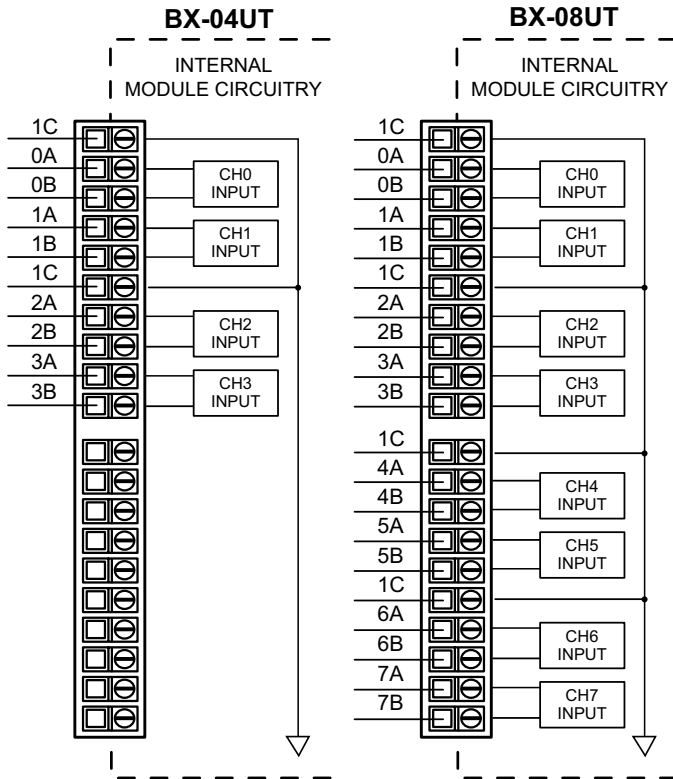 BX-04UT
INTERNAL
MODULE CIRCUITRY
1C
0A
0B
1A
1B
1C
2A
2B
3A
3B
CH0
INPUT
CH1
INPUT
CH2
INPUT
CH3
INPUT
BX-08UT
INTERNAL
MODULE CIRCUITRY
1C
0A
0B
1A
1B
1C
2A
2B
3A
3B
1C
4A
4B
5A
5B
1C
6A
6B
7A
7B
CH0
INPUT
CH1
INPUT
CH2
INPUT
CH3
INPUT
CH4
INPUT
CH5
INPUT
CH6
INPUT
CH7
INPUT